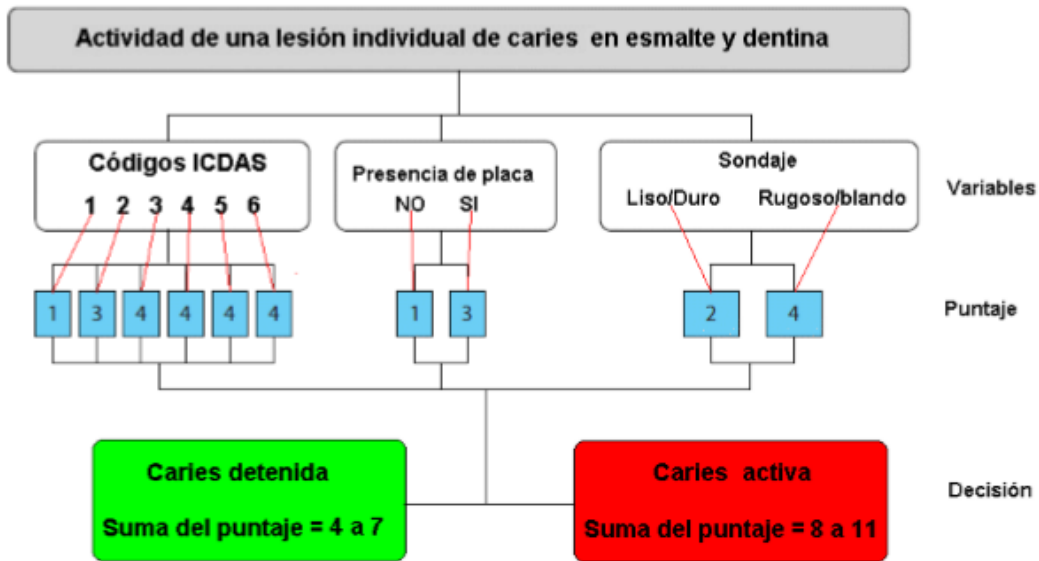 Actividad de una lesión individual de caries en esmalte y dentina
Códigos ICDAS
1 2 3 4 5 6
Presencia de placa
NO SI
Sondaje
Liso/Duro Rugoso/blando
Variables
1 3 4 4 4 4
1 3
2 4
Puntaje
Caries detenida
Suma del puntaje = 4 a 7
Caries activa
Suma del puntaje = 8 a 11
Decisión